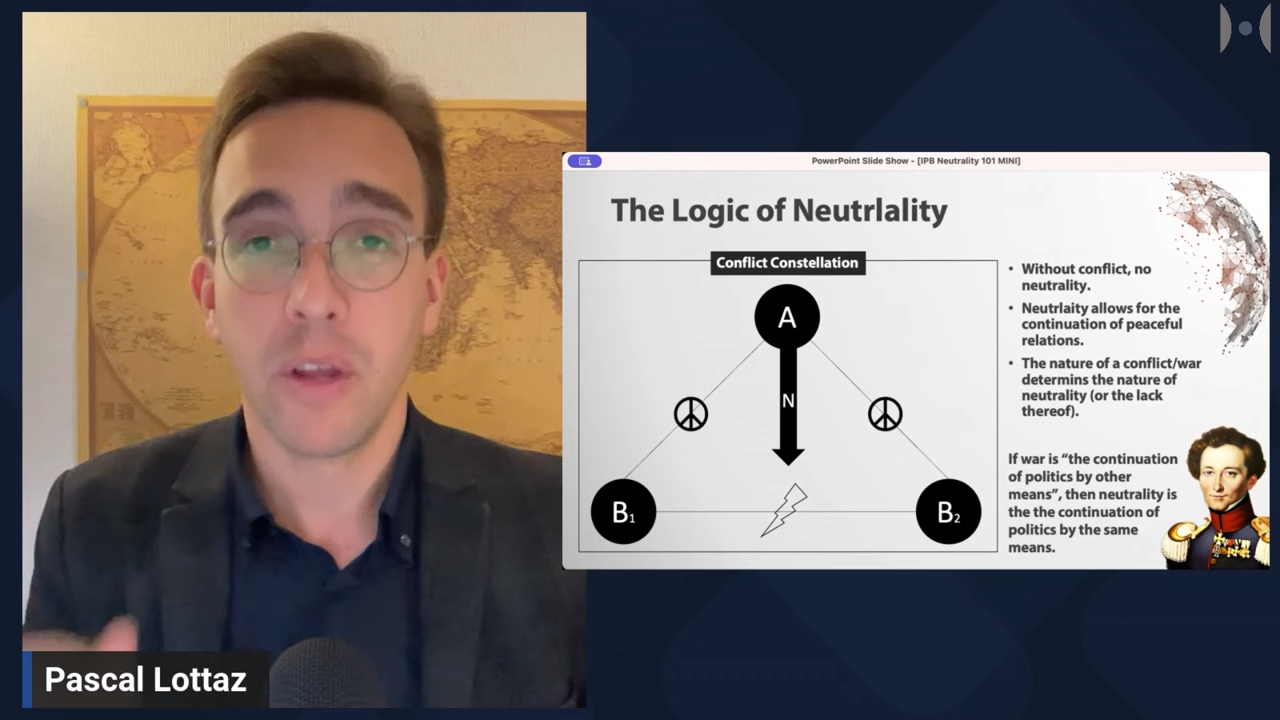 PowerPoint Slide Show - [IPB Neutrality 101 MINI]
The Logic of Neutrlality
Conflict Constellation
A
N
B1
B2
• Without conflict, no
neutrality.
• Neutrlaity allows for the
continuation of peaceful
relations.
• The nature of a conflict/war
determins the nature of
neutrality (or the lack
thereof).
If war is “the continuation
of politics by other
means”, then neutrality is
the the continuation of
politics by the same
means.
Pascal Lottaz